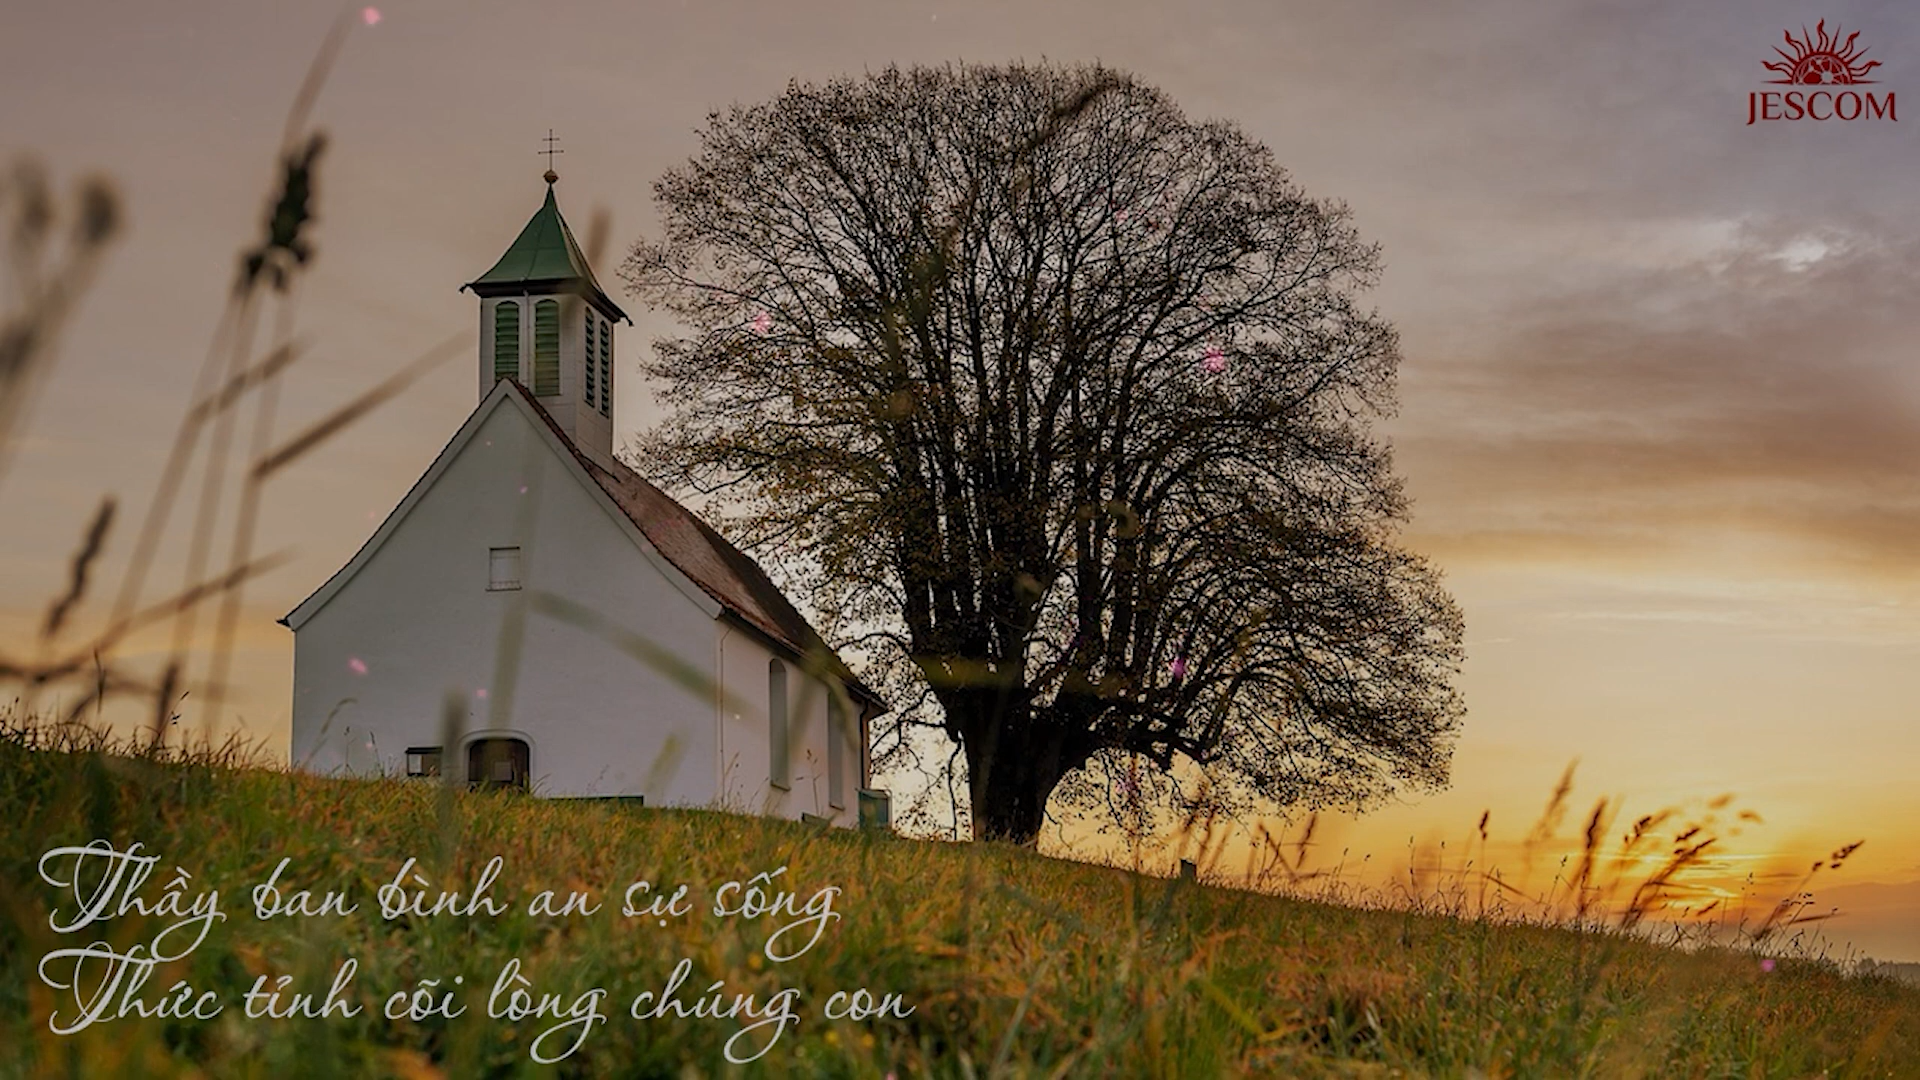 JESCOM
Thầy ban bình an sự sống
Thức tỉnh cõi lòng chúng con